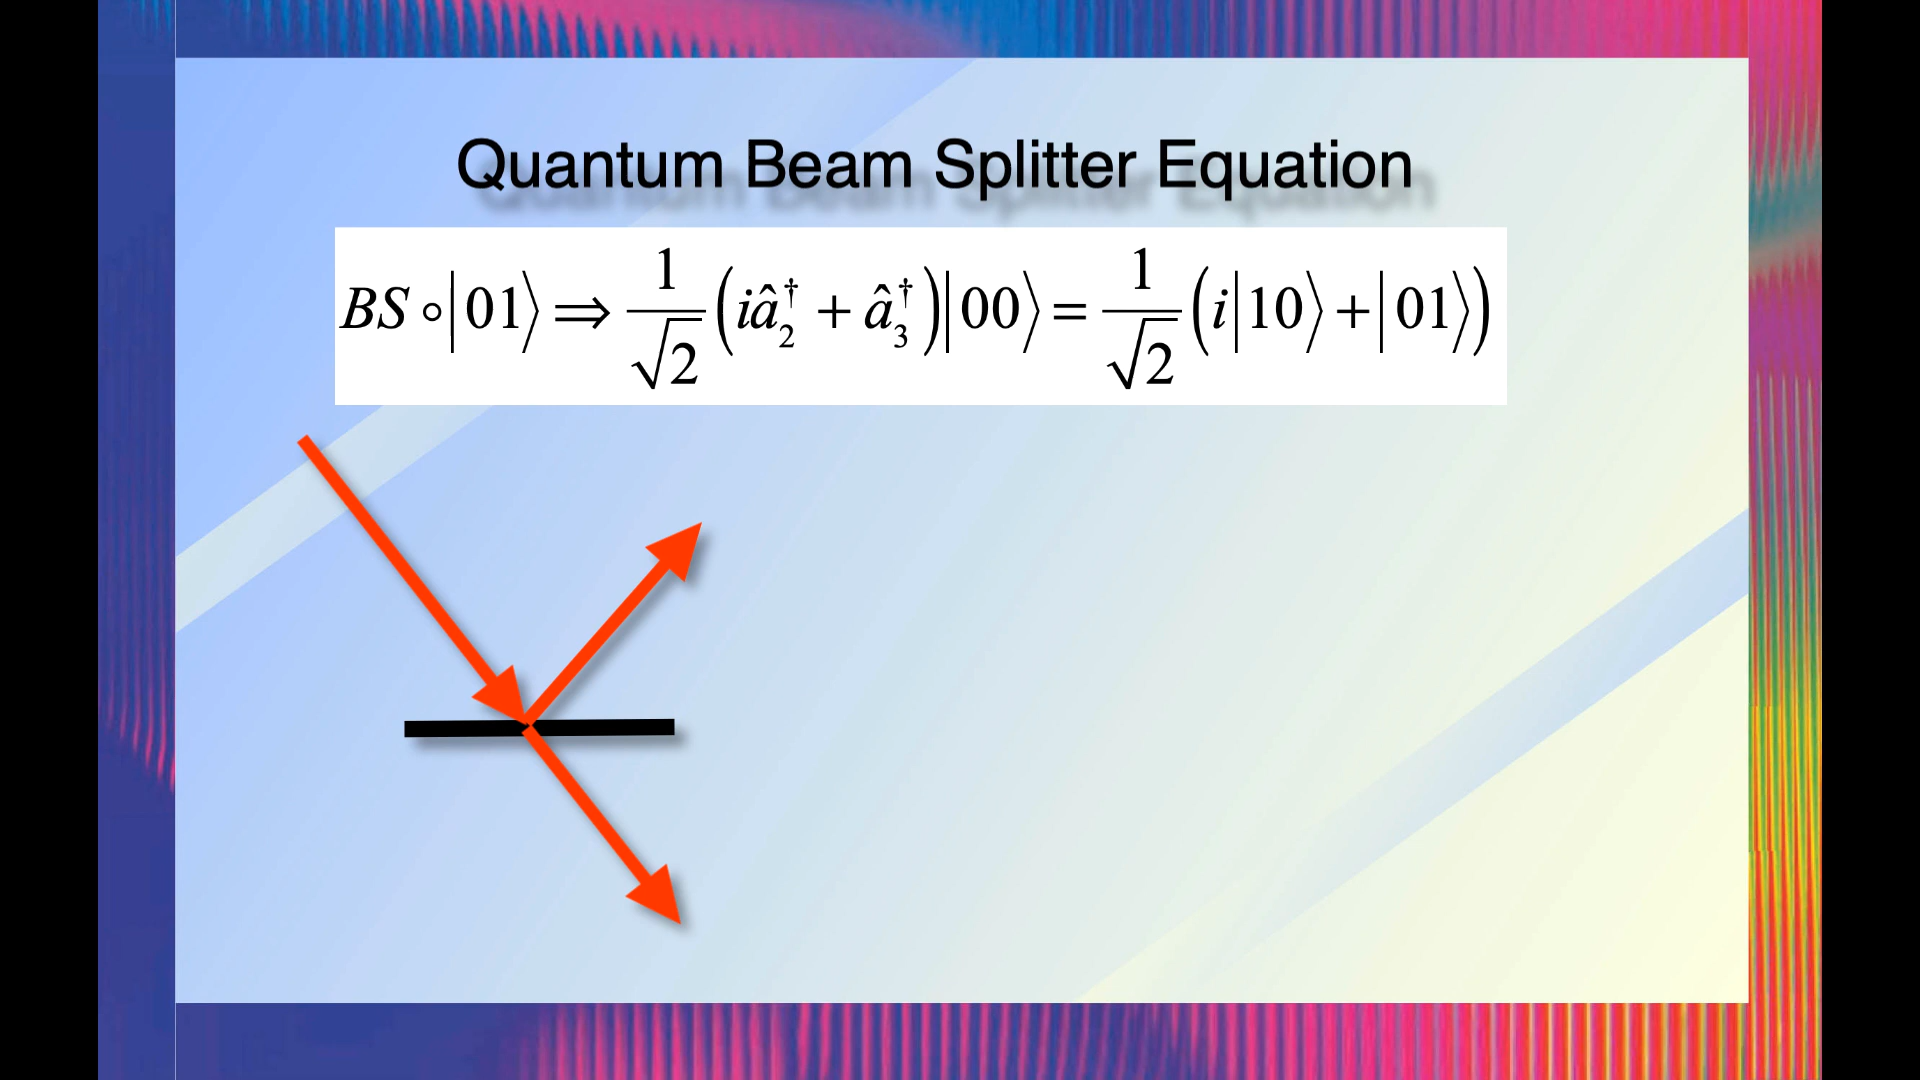 Quantum Beam Splitter Equation
BS ∘ |01⟩ ⇒ 1/√2 (iâ₂† + â₃†)|00⟩ = 1/√2 (i|10⟩ + |01⟩)